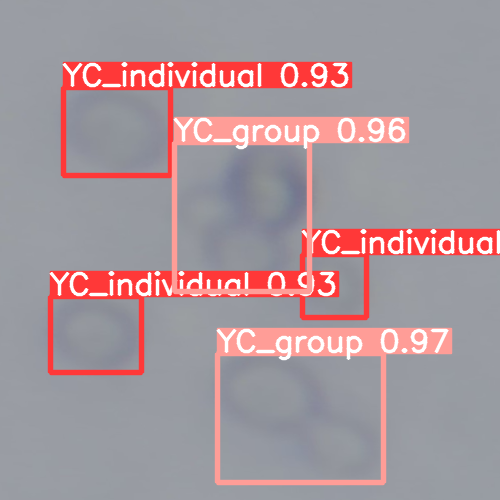 YC_individual 0.93
YC_group 0.96
YC_individual
YC_individual 0.93
YC_group 0.97